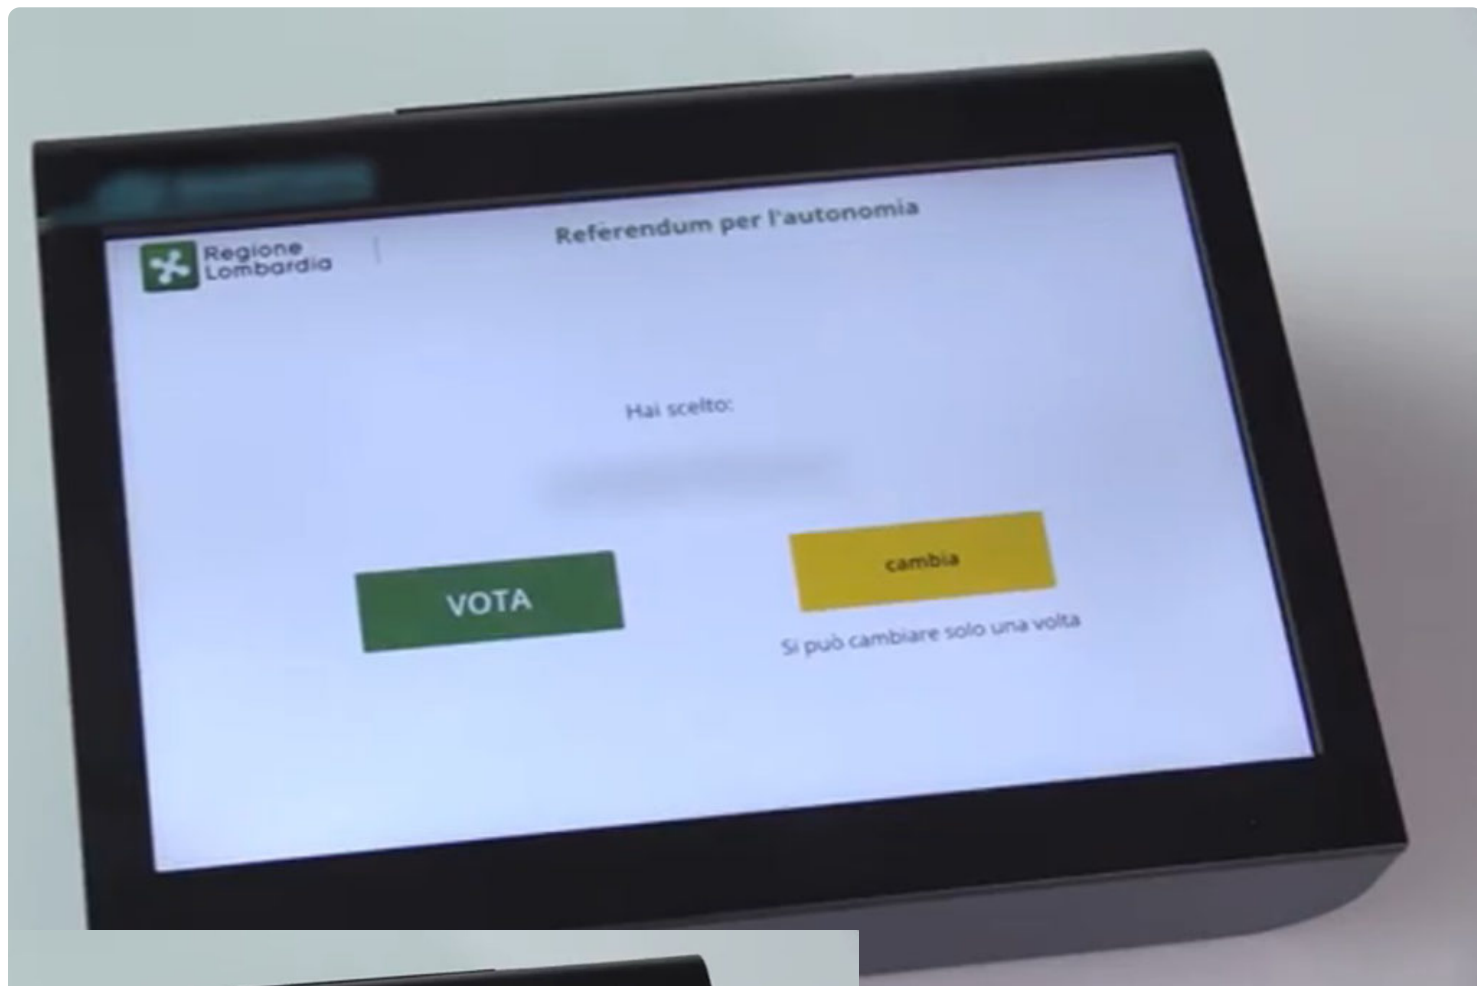 Regione
Lombardia
Referendum per l'autonomia
Hai scelto:
VOTA
cambia
Si può cambiare solo una volta